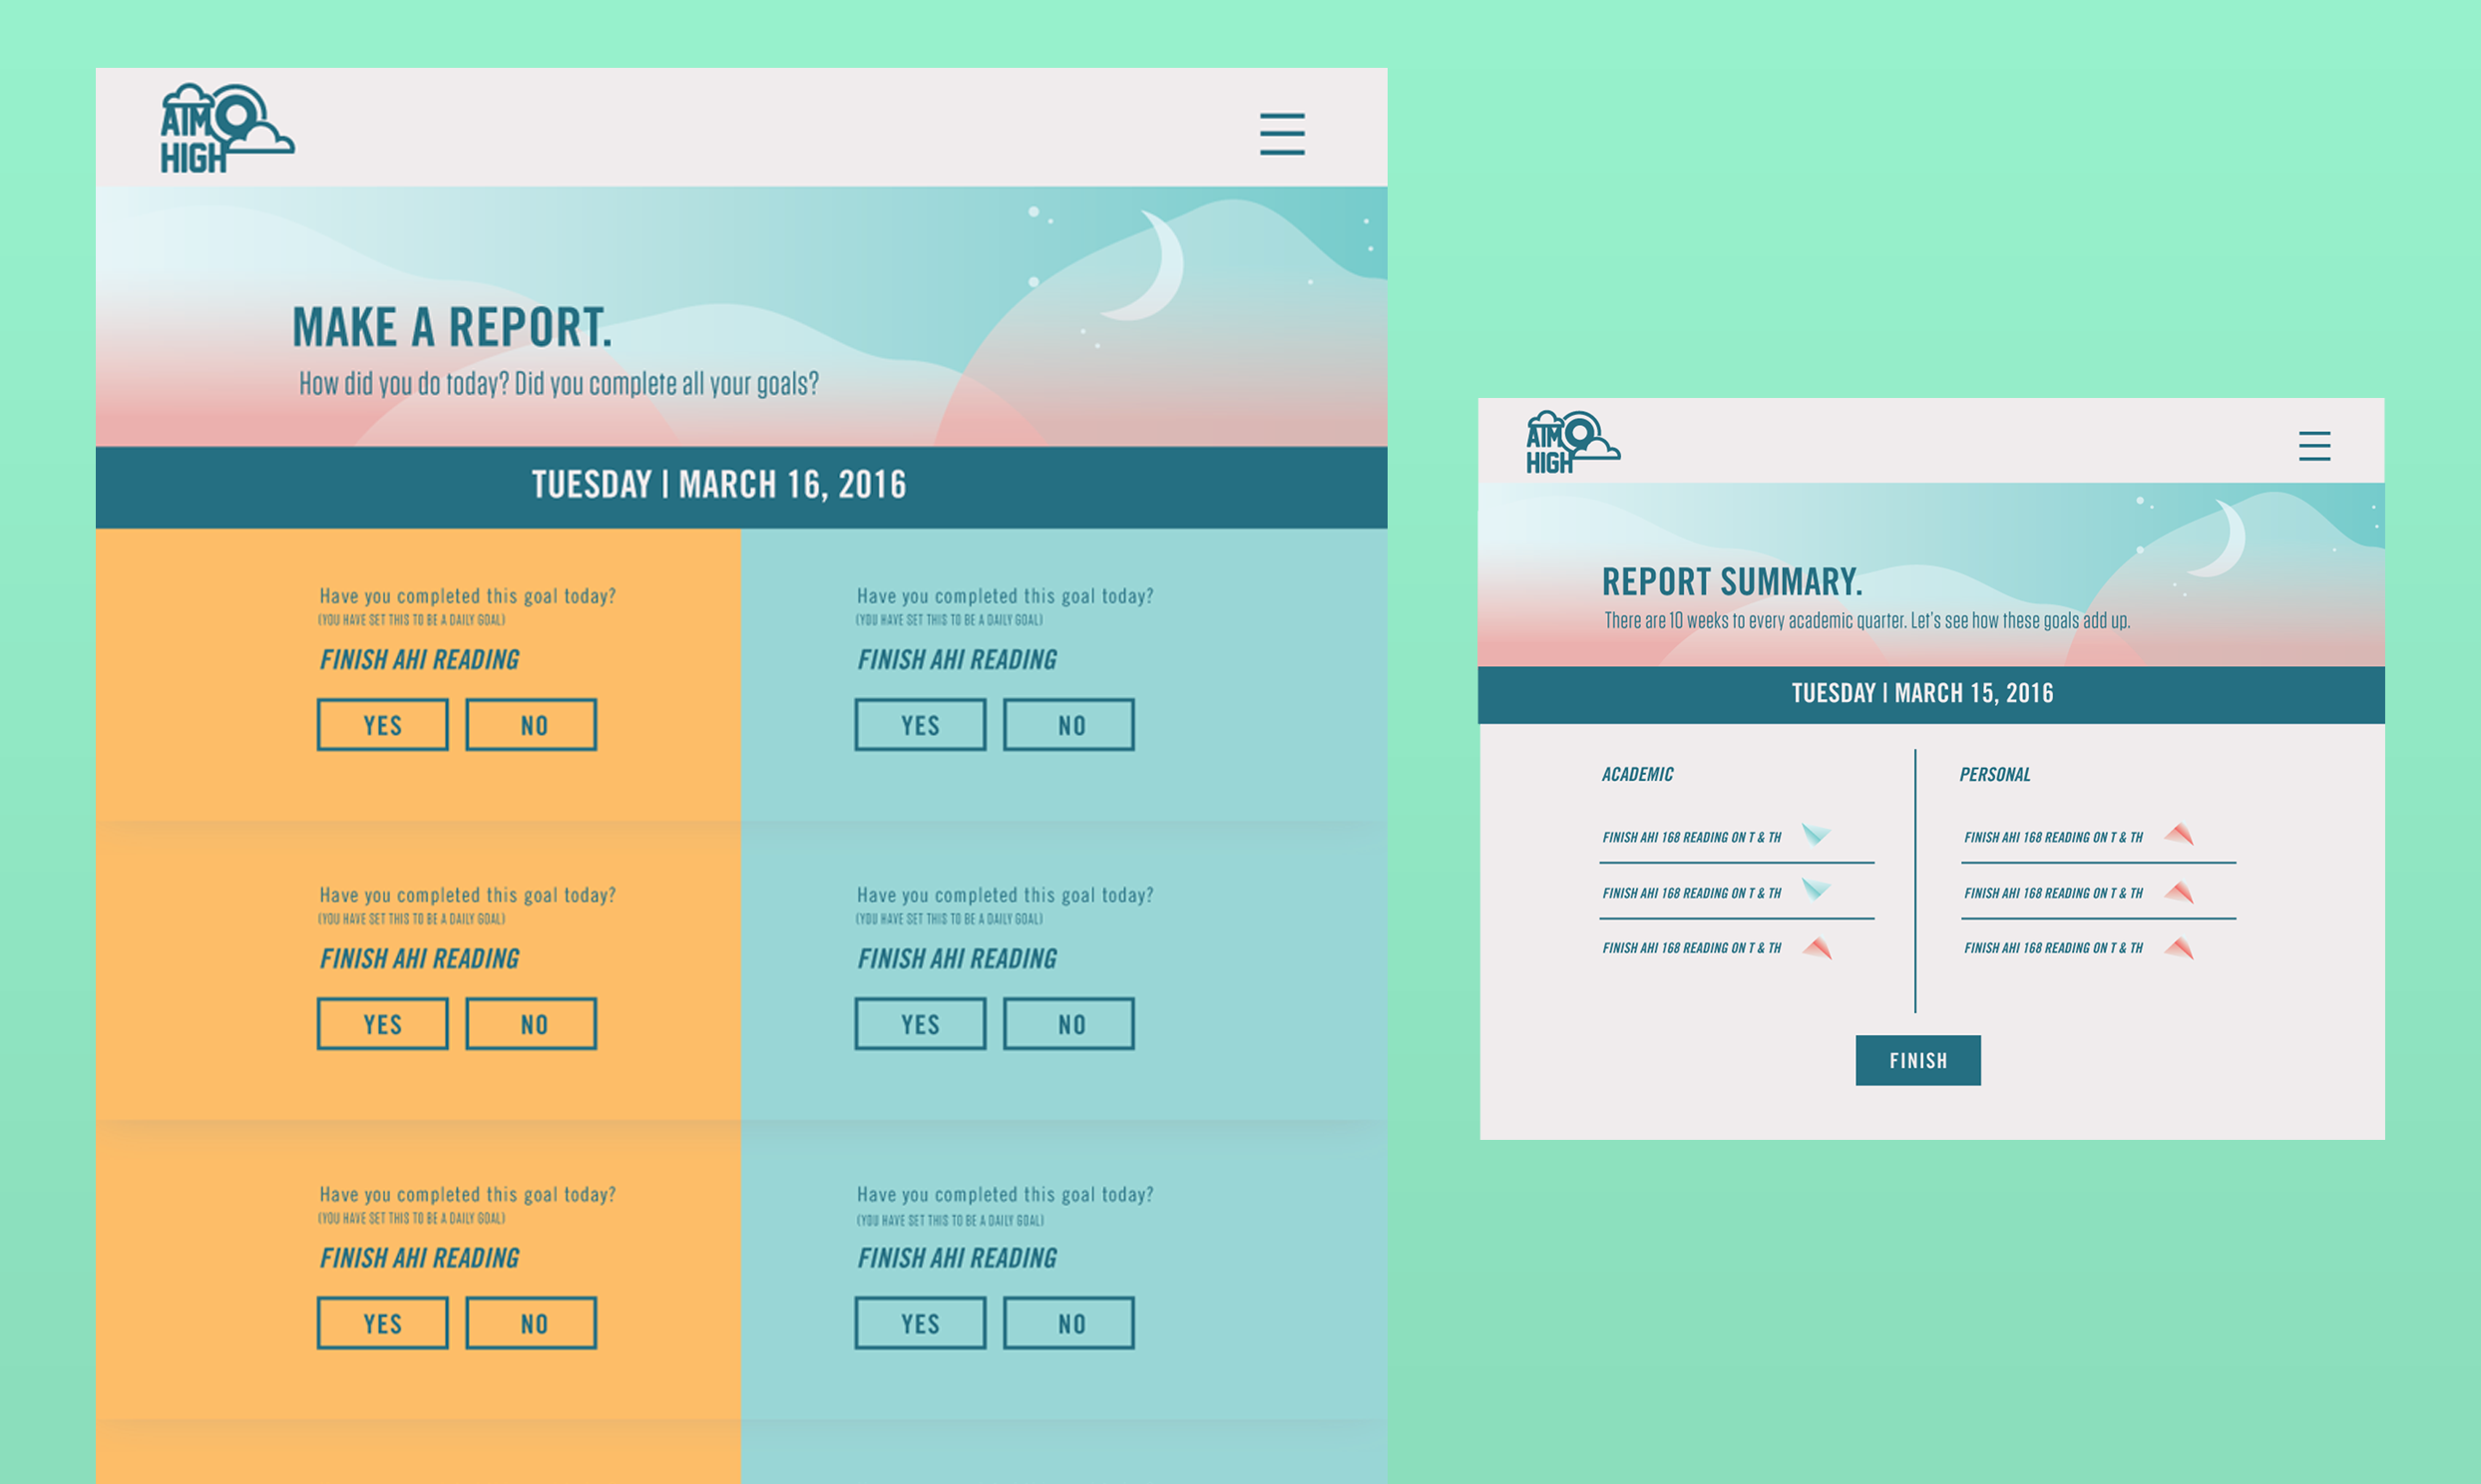 AIM
HIGH
MAKE A REPORT.
How did you do today? Did you complete all your goals?
TUESDAY | MARCH 16, 2016
Have you completed this goal today?
(YOU HAVE SET THIS TO BE A DAILY GOAL)
FINISH AHI READING
YES NO
Have you completed this goal today?
(YOU HAVE SET THIS TO BE A DAILY GOAL)
FINISH AHI READING
YES NO
Have you completed this goal today?
(YOU HAVE SET THIS TO BE A DAILY GOAL)
FINISH AHI READING
YES NO
Have you completed this goal today?
(YOU HAVE SET THIS TO BE A DAILY GOAL)
FINISH AHI READING
YES NO
Have you completed this goal today?
(YOU HAVE SET THIS TO BE A DAILY GOAL)
FINISH AHI READING
YES NO
Have you completed this goal today?
(YOU HAVE SET THIS TO BE A DAILY GOAL)
FINISH AHI READING
YES NO
AIM
HIGH
REPORT SUMMARY.
There are 10 weeks to every academic quarter. Let's see how these goals add up.
TUESDAY | MARCH 15, 2016
ACADEMIC
FINISH AHI 168 READING ON T & TH
FINISH AHI 168 READING ON T & TH
FINISH AHI 168 READING ON T & TH
PERSONAL
FINISH AHI 168 READING ON T & TH
FINISH AHI 168 READING ON T & TH
FINISH AHI 168 READING ON T & TH
FINISH